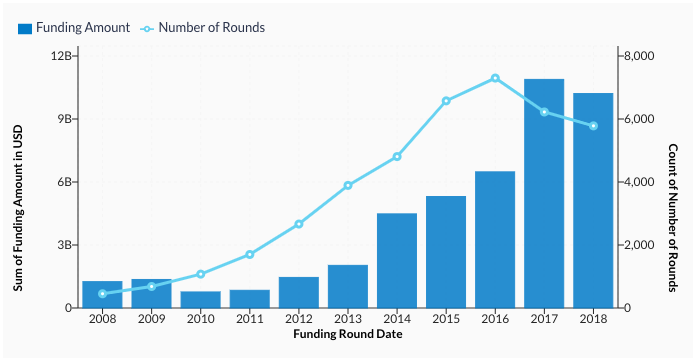 Funding Amount Number of Rounds
12B 8,000
9B 6,000
6B 4,000
3B 2,000
0 0
Sum of Funding Amount in USD
Count of Number of Rounds
2008 2009 2010 2011 2012 2013 2014 2015 2016 2017 2018
Funding Round Date